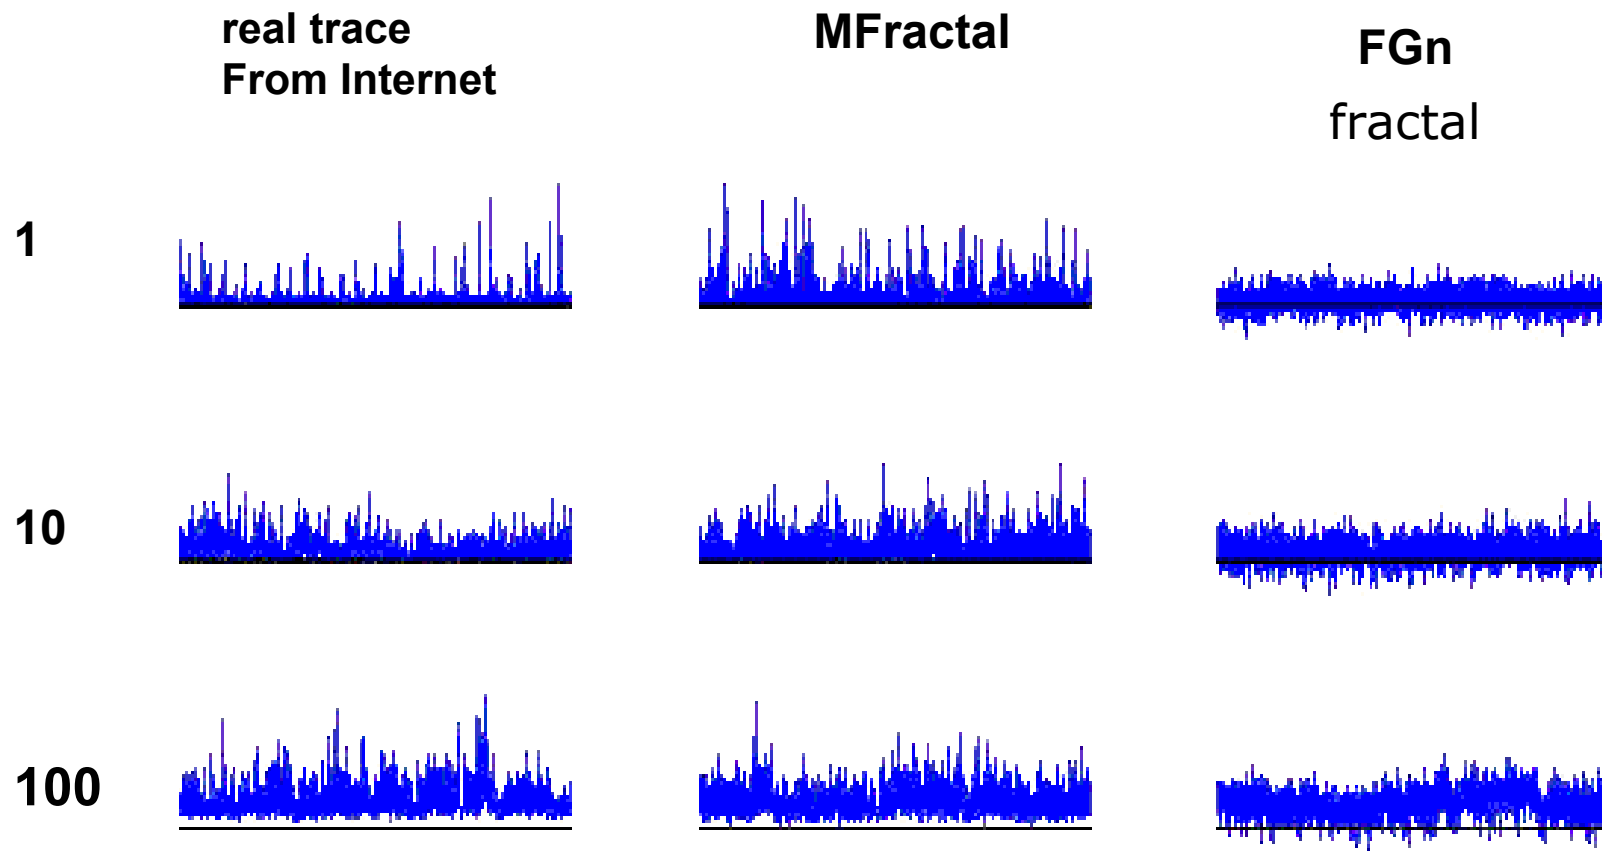 real trace
From Internet
MFractal
FGn
fractal
1
10
100